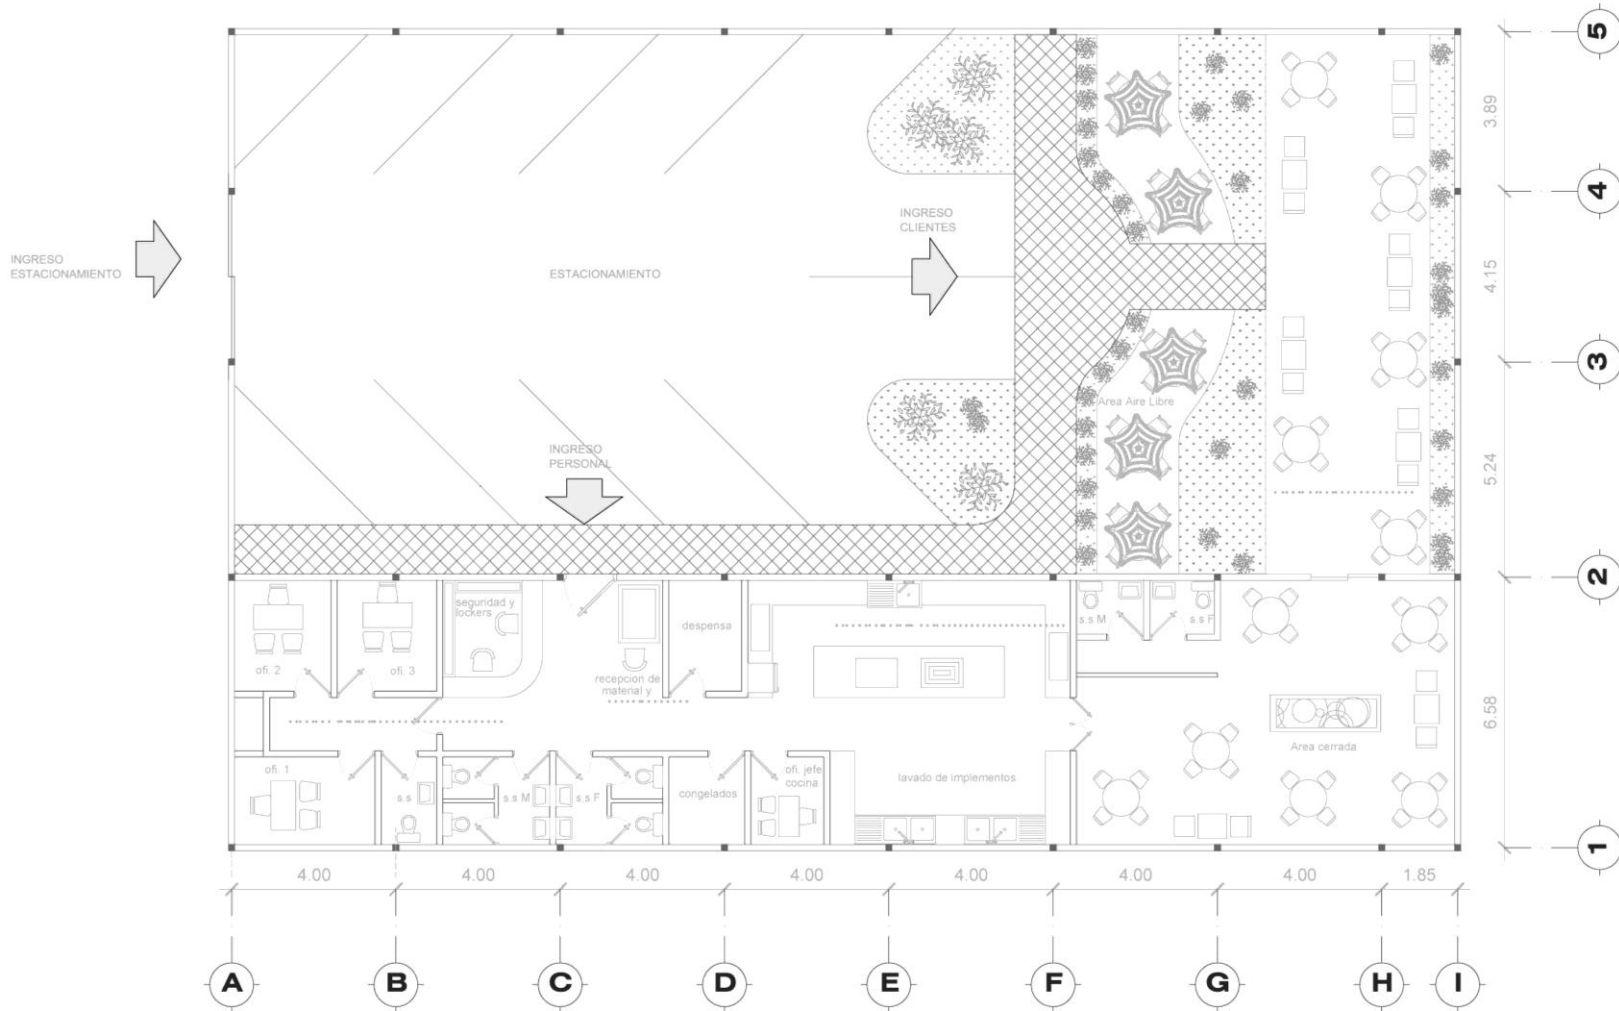 5
3.89
4
INGRESO
CLIENTES
INGRESO
ESTACIONAMIENTO
ESTACIONAMIENTO
4.15
3
Area Aire Libre
INGRESO
PERSONAL
5.24
2
seguridad y
lockers
despensa
s.s M
s.s F
ofi. 2
ofi. 3
recepcion de
material y
6.58
Area cerrada
ofi. 1
s.s
s.s M
s.s F
congelados
ofi. jefe
cocina
lavado de implementos
1
4.00
4.00
4.00
4.00
4.00
4.00
4.00
1.85
A
B
C
D
E
F
G
H
I